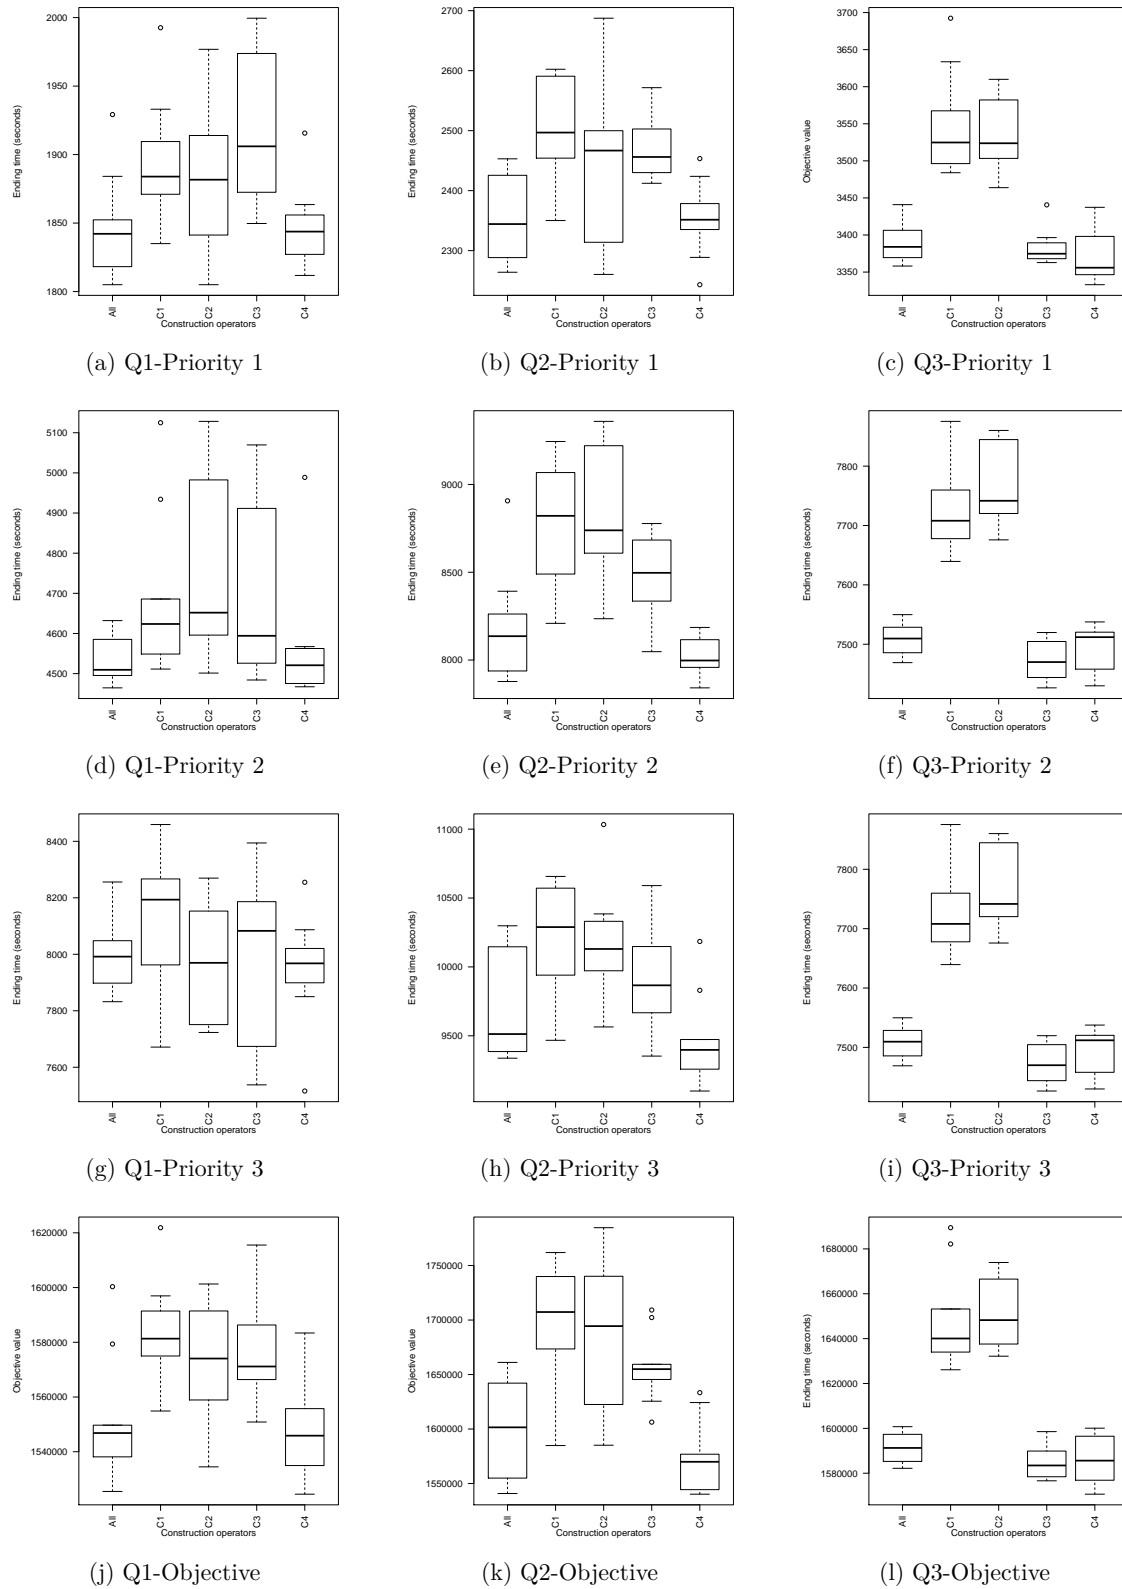 Ending time (seconds)
2000
1950
1900
1850
1800
All
C1
C2
C3
C4
Construction operators
(a) Q1-Priority 1
Ending time (seconds)
2700
2600
2500
2400
2300
All
C1
C2
C3
C4
Construction operators
(b) Q2-Priority 1
Objective value
3700
3650
3600
3550
3500
3450
3400
3350
All
C1
C2
C3
C4
Construction operators
(c) Q3-Priority 1
Ending time (seconds)
5100
5000
4900
4800
4700
4600
4500
All
C1
C2
C3
C4
Construction operators
(d) Q1-Priority 2
Ending time (seconds)
9000
8500
8000
All
C1
C2
C3
C4
Construction operators
(e) Q2-Priority 2
Ending time (seconds)
7800
7700
7600
7500
All
C1
C2
C3
C4
Construction operators
(f) Q3-Priority 2
Ending time (seconds)
8400
8200
8000
7800
7600
All
C1
C2
C3
C4
Construction operators
(g) Q1-Priority 3
Ending time (seconds)
11000
10500
10000
9500
All
C1
C2
C3
C4
Construction operators
(h) Q2-Priority 3
Ending time (seconds)
7800
7700
7600
7500
All
C1
C2
C3
C4
Construction operators
(i) Q3-Priority 3
Objective value
1620000
1600000
1580000
1560000
1540000
All
C1
C2
C3
C4
Construction operators
(j) Q1-Objective
Objective value
1750000
1700000
1650000
1600000
1550000
All
C1
C2
C3
C4
Construction operators
(k) Q2-Objective
Ending time (seconds)
1680000
1660000
1640000
1620000
1600000
1580000
All
C1
C2
C3
C4
Construction operators
(l) Q3-Objective